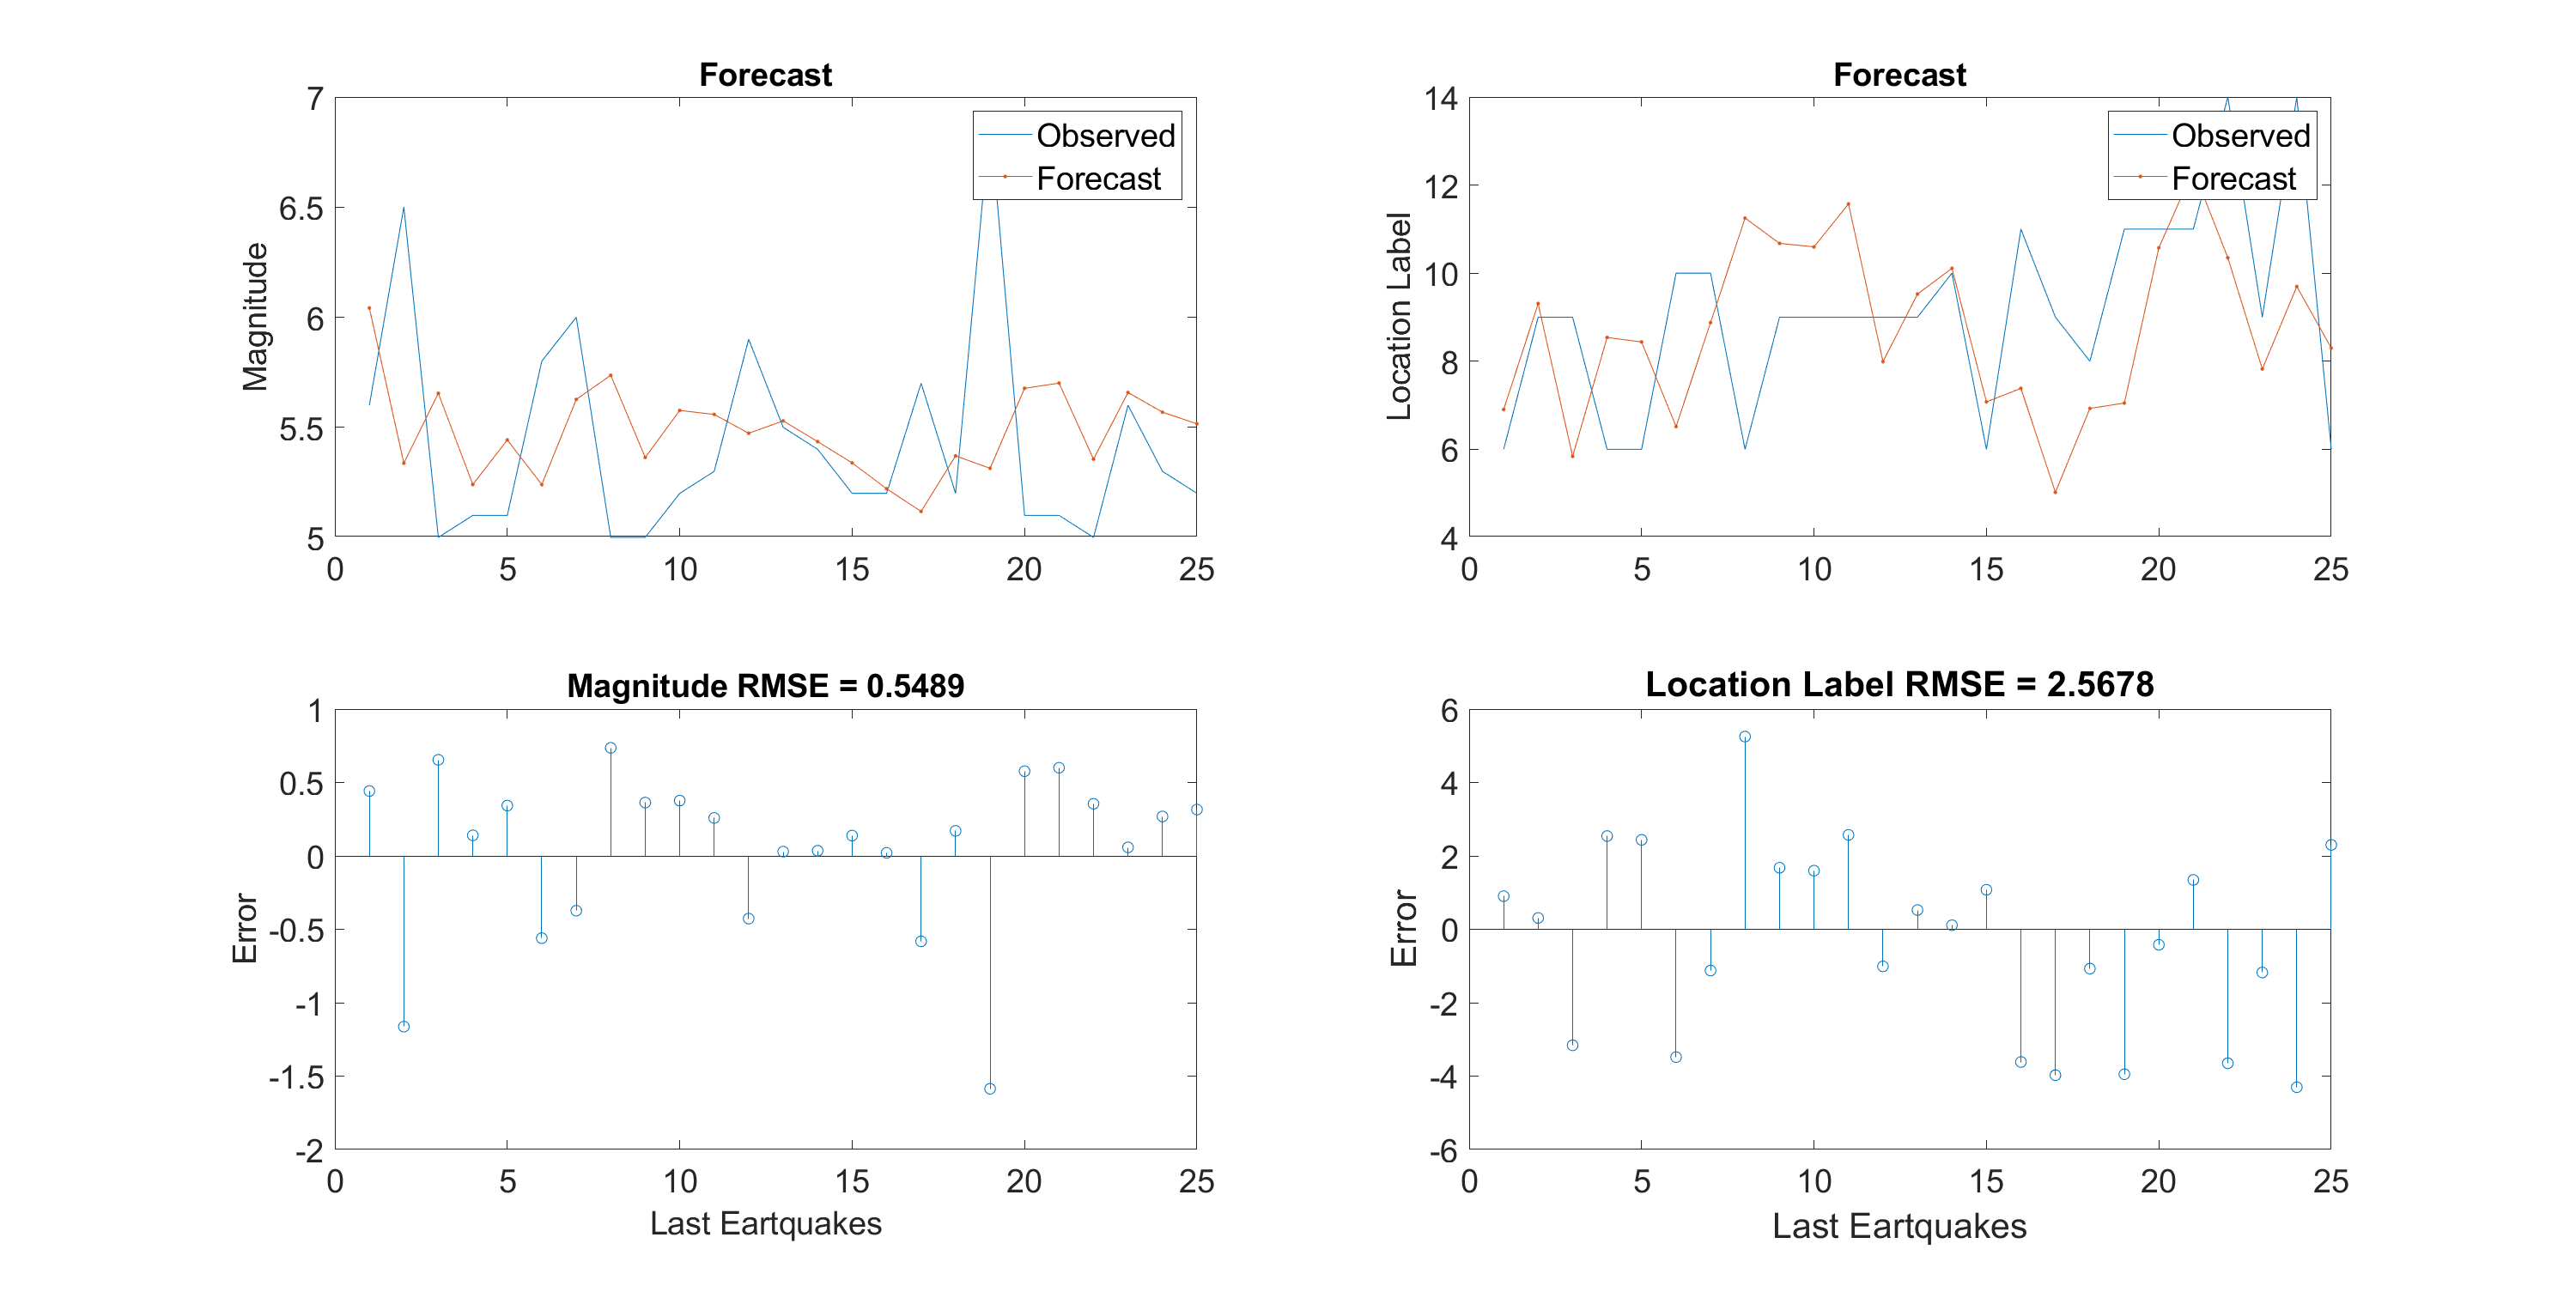 Forecast
7
6.5
6
5.5
5
Magnitude
Observed
Forecast
0 5 10 15 20 25
Forecast
14
12
10
8
6
4
Location Label
Observed
Forecast
0 5 10 15 20 25
Magnitude RMSE = 0.5489
1
0.5
0
-0.5
-1
-1.5
-2
Error
0 5 10 15 20 25
Last Eartquakes
Location Label RMSE = 2.5678
6
4
2
0
-2
-4
-6
Error
0 5 10 15 20 25
Last Eartquakes